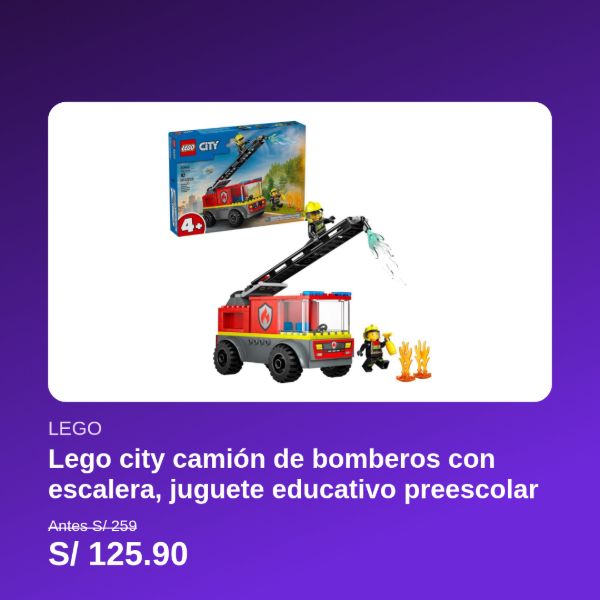 LEGO CITY
4+
LEGO
Lego city camión de bomberos con
escalera, juguete educativo preescolar
Antes S/ 259
S/ 125.90